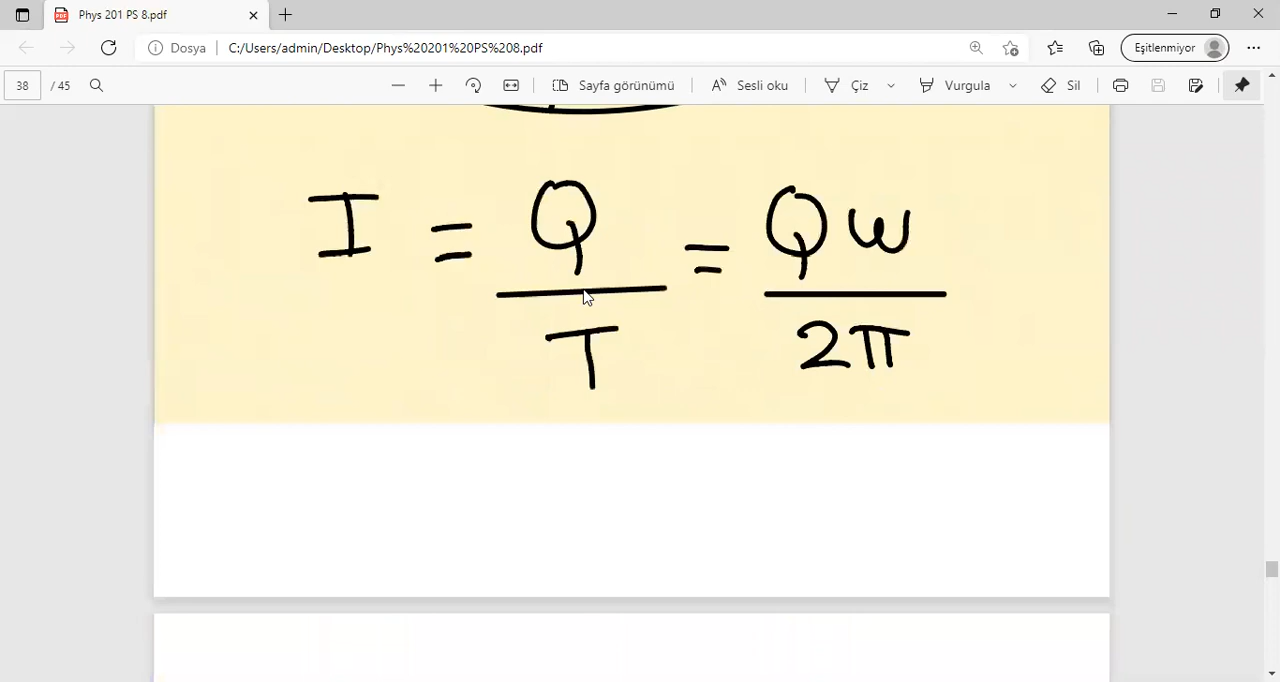 Phys 201 PS 8.pdf
Dosya C:/Users/admin/Desktop/Phys%20201%20PS%208.pdf Eşitlenmiyor
38 / 45 Sayfa görünümü Sesli oku Çiz Vurgula Sil
I = Q/T = Qω/2π